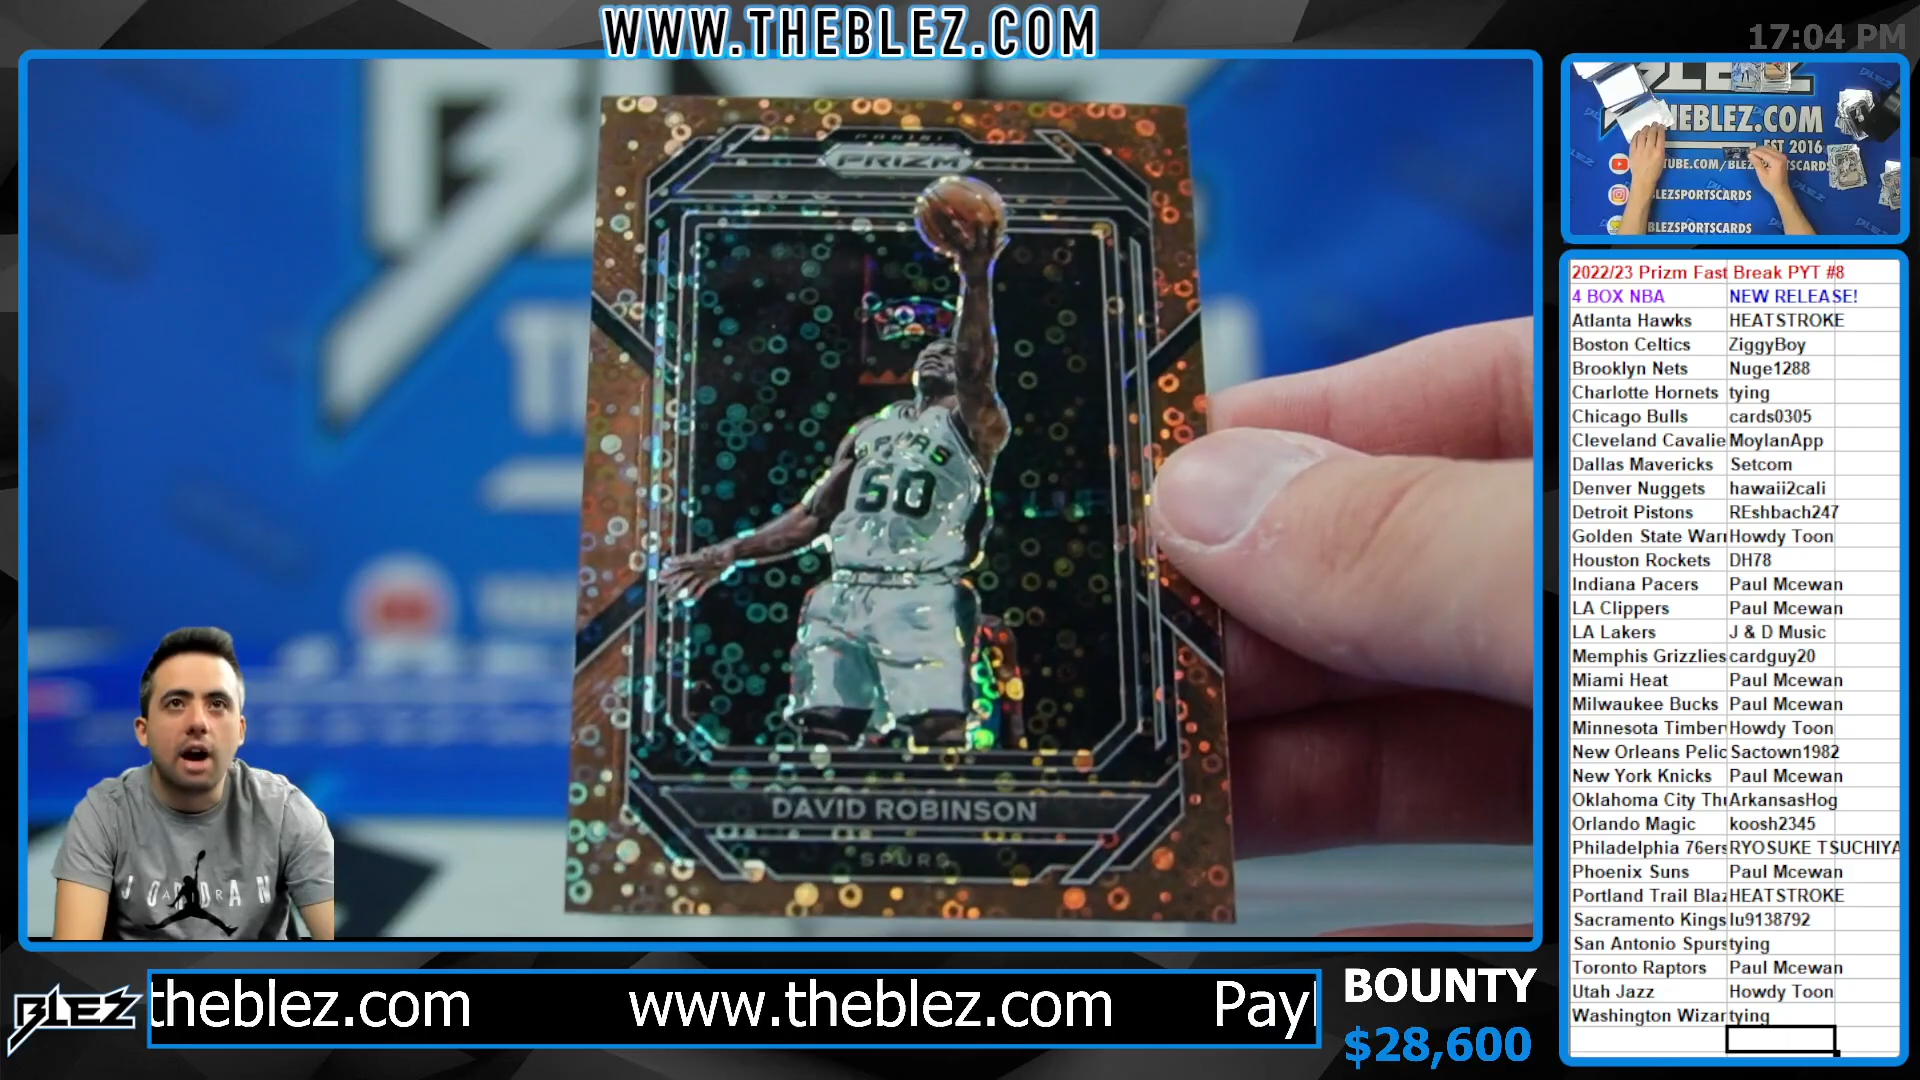 WWW.THEBLEZ.COM
17:04 PM
PANINI
PRIZM
SPURS
50
DAVID ROBINSON
SPURS
JORDAN
AIR
BLEZ
THEBLEZ.COM
EST 2016
BLEZSPORTSCARDS
BLEZSPORTSCARDS
2022/23 Prizm Fast Break PYT #8
4 BOX NBA NEW RELEASE!
Atlanta Hawks HEATSTROKE
Boston Celtics ZiggyBoy
Brooklyn Nets Nuge1288
Charlotte Hornets tying
Chicago Bulls cards0305
Cleveland Cavalie MoylanApp
Dallas Mavericks Setcom
Denver Nuggets hawaii2cali
Detroit Pistons REshbach247
Golden State Warr Howdy Toon
Houston Rockets DH78
Indiana Pacers Paul Mcewan
LA Clippers Paul Mcewan
LA Lakers J & D Music
Memphis Grizzlies cardguy20
Miami Heat Paul Mcewan
Milwaukee Bucks Paul Mcewan
Minnesota Timber Howdy Toon
New Orleans Pelic Sactown1982
New York Knicks Paul Mcewan
Oklahoma City Thu ArkansasHog
Orlando Magic koosh2345
Philadelphia 76ers RYOSUKE TSUCHIYA
Phoenix Suns Paul Mcewan
Portland Trail Blaz HEATSTROKE
Sacramento Kings lu9138792
San Antonio Spurs tying
Toronto Raptors Paul Mcewan
Utah Jazz Howdy Toon
Washington Wizar tying
theblez.com www.theblez.com Pay
BOUNTY
$28,600
BLEZ